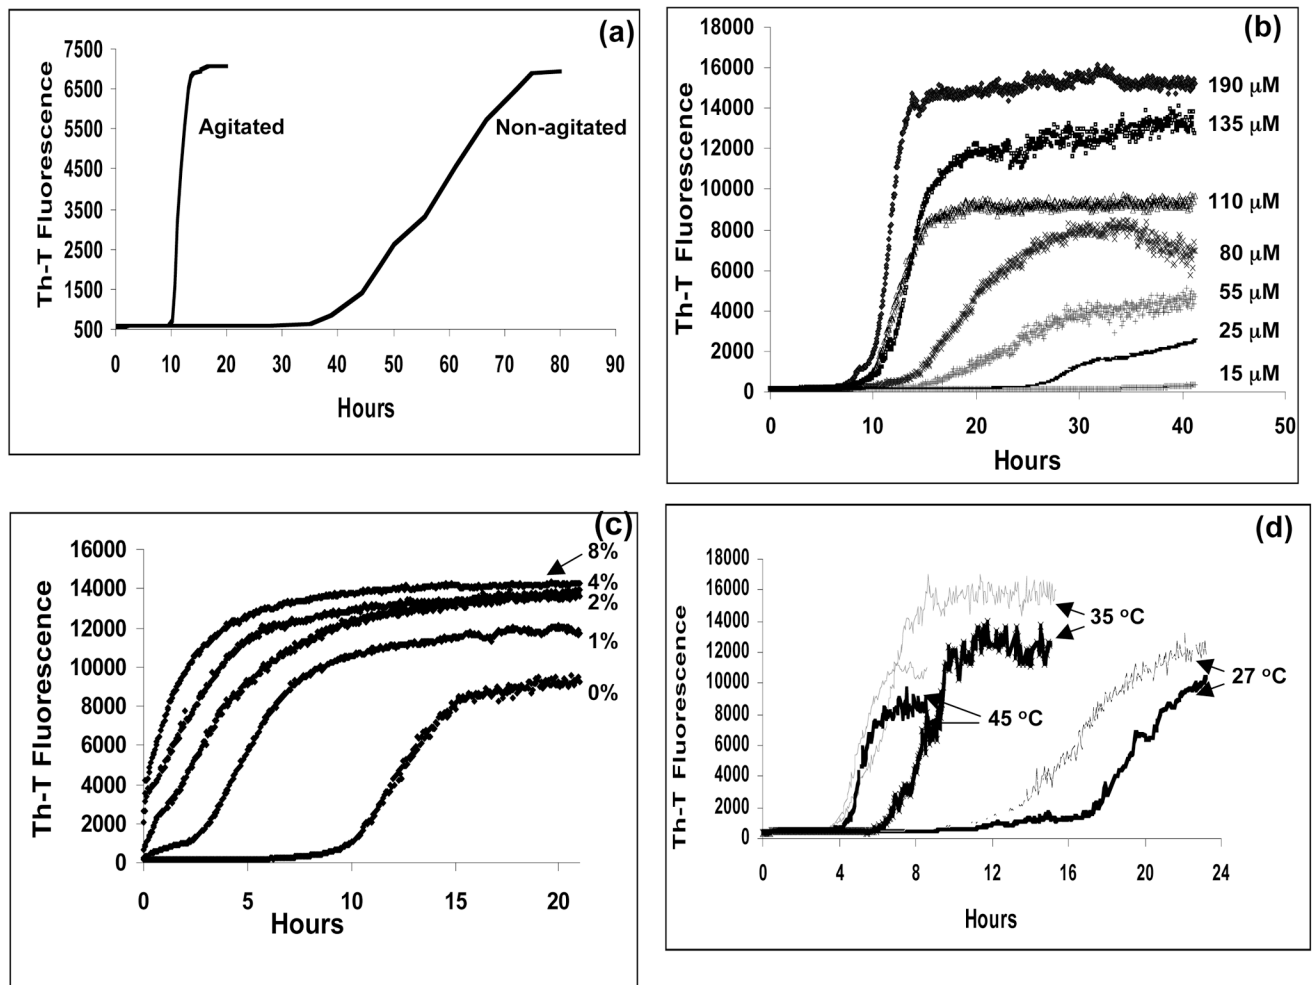 (a)
7500
6500
5500
4500
3500
2500
1500
500
Th-T Fluorescence
Agitated
Non-agitated
0 10 20 30 40 50 60 70 80 90
Hours
(b)
18000
16000
14000
12000
10000
8000
6000
4000
2000
0
Th-T Fluorescence
190 µM
135 µM
110 µM
80 µM
55 µM
25 µM
15 µM
0 10 20 30 40 50
Hours
(c)
16000
14000
12000
10000
8000
6000
4000
2000
0
Th-T Fluorescence
8%
4%
2%
1%
0%
0 5 10 15 20
Hours
(d)
18000
16000
14000
12000
10000
8000
6000
4000
2000
0
Th-T Fluorescence
35 °C
27 °C
45 °C
0 4 8 12 16 20 24
Hours